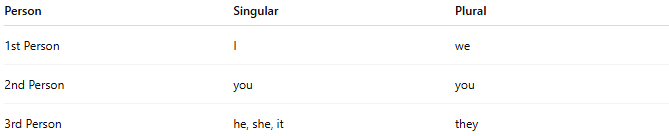 Person Singular Plural
1st Person I we
2nd Person you you
3rd Person he, she, it they